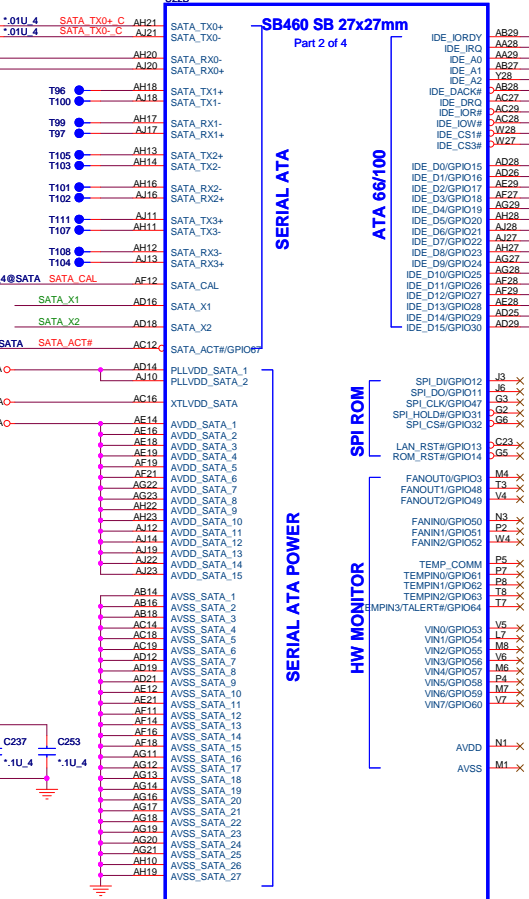 *.01U_4 SATA_TX0+_C AH21 SATA_TX0+
*.01U_4 SATA_TX0-_C AJ21 SATA_TX0-
AH20 SATA_RX0-
AJ20 SATA_RX0+
T96 AH18 SATA_TX1+
T100 AJ18 SATA_TX1-
T99 AH17 SATA_RX1-
T97 AJ17 SATA_RX1+
T105 AH13 SATA_TX2+
T103 AH14 SATA_TX2-
T101 AH16 SATA_RX2-
T102 AJ16 SATA_RX2+
T111 AJ11 SATA_TX3+
T107 AH11 SATA_TX3-
T108 AH12 SATA_RX3-
T104 AJ13 SATA_RX3+
4@SATA SATA_CAL AF12 SATA_CAL
SATA_X1 AD16 SATA_X1
SATA_X2 AD18 SATA_X2
SATA SATA_ACT# AC12 SATA_ACT#/GPIO67
AD14 PLLVDD_SATA_1
AJ10 PLLVDD_SATA_2
AC16 XTLVDD_SATA
AE14 AVDD_SATA_1
AE16 AVDD_SATA_2
AE18 AVDD_SATA_3
AE19 AVDD_SATA_4
AF19 AVDD_SATA_5
AF21 AVDD_SATA_6
AG22 AVDD_SATA_7
AG23 AVDD_SATA_8
AH22 AVDD_SATA_9
AH23 AVDD_SATA_10
AJ12 AVDD_SATA_11
AJ14 AVDD_SATA_12
AJ19 AVDD_SATA_13
AJ22 AVDD_SATA_14
AJ23 AVDD_SATA_15
AB14 AVSS_SATA_1
AB16 AVSS_SATA_2
AB18 AVSS_SATA_3
AC14 AVSS_SATA_4
AC18 AVSS_SATA_5
AC19 AVSS_SATA_6
AD12 AVSS_SATA_7
AD19 AVSS_SATA_8
AD21 AVSS_SATA_9
AE12 AVSS_SATA_10
AE21 AVSS_SATA_11
AF11 AVSS_SATA_12
AF14 AVSS_SATA_13
AF16 AVSS_SATA_14
AF18 AVSS_SATA_15
AG11 AVSS_SATA_16
AG12 AVSS_SATA_17
AG13 AVSS_SATA_18
AG14 AVSS_SATA_19
AG16 AVSS_SATA_20
AG17 AVSS_SATA_21
AG18 AVSS_SATA_22
AG19 AVSS_SATA_23
AG20 AVSS_SATA_24
AG21 AVSS_SATA_25
AH10 AVSS_SATA_26
AH19 AVSS_SATA_27
C237 C253
*.1U_4 *.1U_4
SERIAL ATA
SERIAL ATA POWER
SB460 SB 27x27mm
Part 2 of 4
ATA 66/100
SPI ROM
HW MONITOR
IDE_IORDY AB29
IDE_IRQ AA28
IDE_A0 AA29
IDE_A1 AB27
IDE_A2 Y28
IDE_DACK# AB28
IDE_DRQ AC27
IDE_IOR# AC29
IDE_IOW# AC28
IDE_CS1# W28
IDE_CS3# W27
IDE_D0/GPIO15 AD28
IDE_D1/GPIO16 AD26
IDE_D2/GPIO17 AE29
IDE_D3/GPIO18 AF27
IDE_D4/GPIO19 AG29
IDE_D5/GPIO20 AH28
IDE_D6/GPIO21 AJ28
IDE_D7/GPIO22 AJ27
IDE_D8/GPIO23 AH27
IDE_D9/GPIO24 AG27
IDE_D10/GPIO25 AG28
IDE_D11/GPIO26 AF28
IDE_D12/GPIO27 AF29
IDE_D13/GPIO28 AE28
IDE_D14/GPIO29 AD25
IDE_D15/GPIO30 AD29
SPI_DI/GPIO12 J3
SPI_DO/GPIO11 J6
SPI_CLK/GPIO47 G3
SPI_HOLD#/GPIO31 G2
SPI_CS#/GPIO32 G6
LAN_RST#/GPIO13 C23
ROM_RST#/GPIO14 G5
FANOUT0/GPIO3 M4
FANOUT1/GPIO48 T3
FANOUT2/GPIO49 V4
FANIN0/GPIO50 N3
FANIN1/GPIO51 P2
FANIN2/GPIO52 W4
TEMP_COMM P5
TEMPIN0/GPIO61 P7
TEMPIN1/GPIO62 P8
TEMPIN2/GPIO63 T8
TEMPIN3/TALERT#/GPIO64 T7
VIN0/GPIO53 V5
VIN1/GPIO54 L7
VIN2/GPIO55 M8
VIN3/GPIO56 V6
VIN4/GPIO57 M6
VIN5/GPIO58 P4
VIN6/GPIO59 M7
VIN7/GPIO60 V7
AVDD N1
AVSS M1